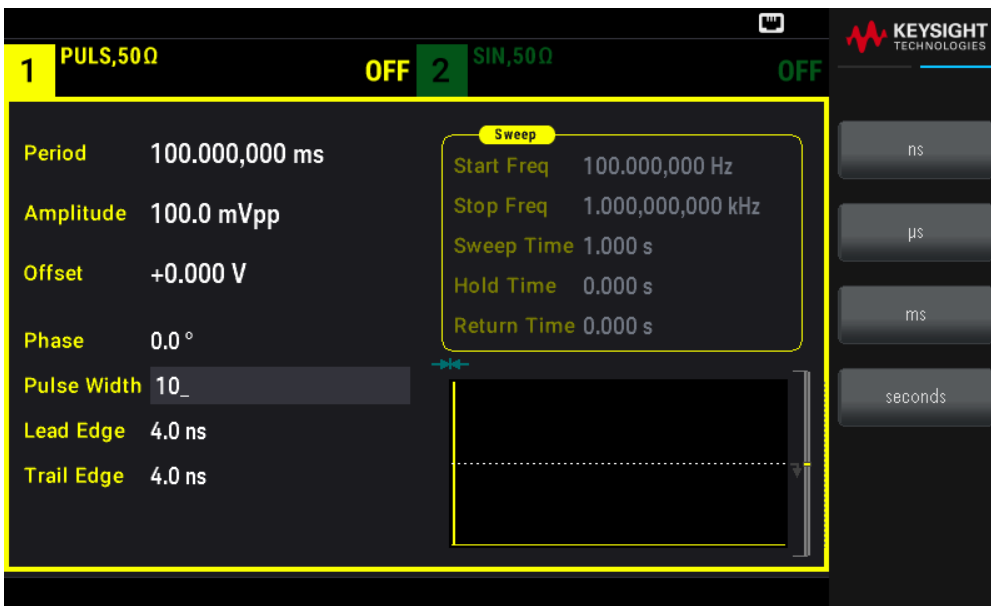 KEYSIGHT
TECHNOLOGIES
1 PULS,50Ω OFF 2 SIN,50Ω OFF
Sweep
Period 100.000,000 ms
Start Freq 100.000,000 Hz
Amplitude 100.0 mVpp
Stop Freq 1.000,000,000 kHz
Sweep Time 1.000 s
Offset +0.000 V
Hold Time 0.000 s
Return Time 0.000 s
Phase 0.0 °
Pulse Width 10_
Lead Edge 4.0 ns
Trail Edge 4.0 ns
ns
µs
ms
seconds